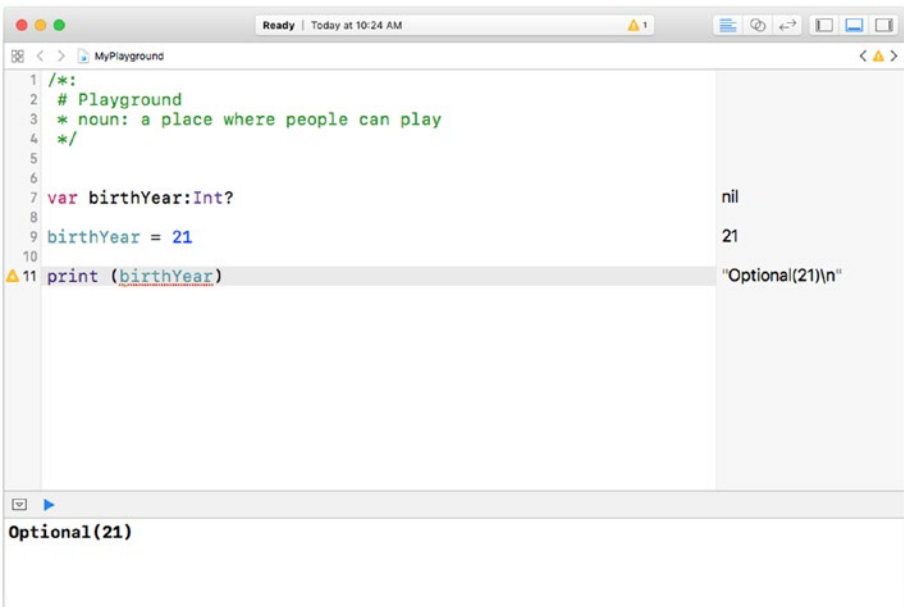 Ready | Today at 10:24 AM
1
MyPlayground
1 /*:
2 # Playground
3 * noun: a place where people can play
4 */
5
6
7 var birthYear:Int? nil
8
9 birthYear = 21 21
10
11 print (birthYear) "Optional(21)\n"
Optional(21)